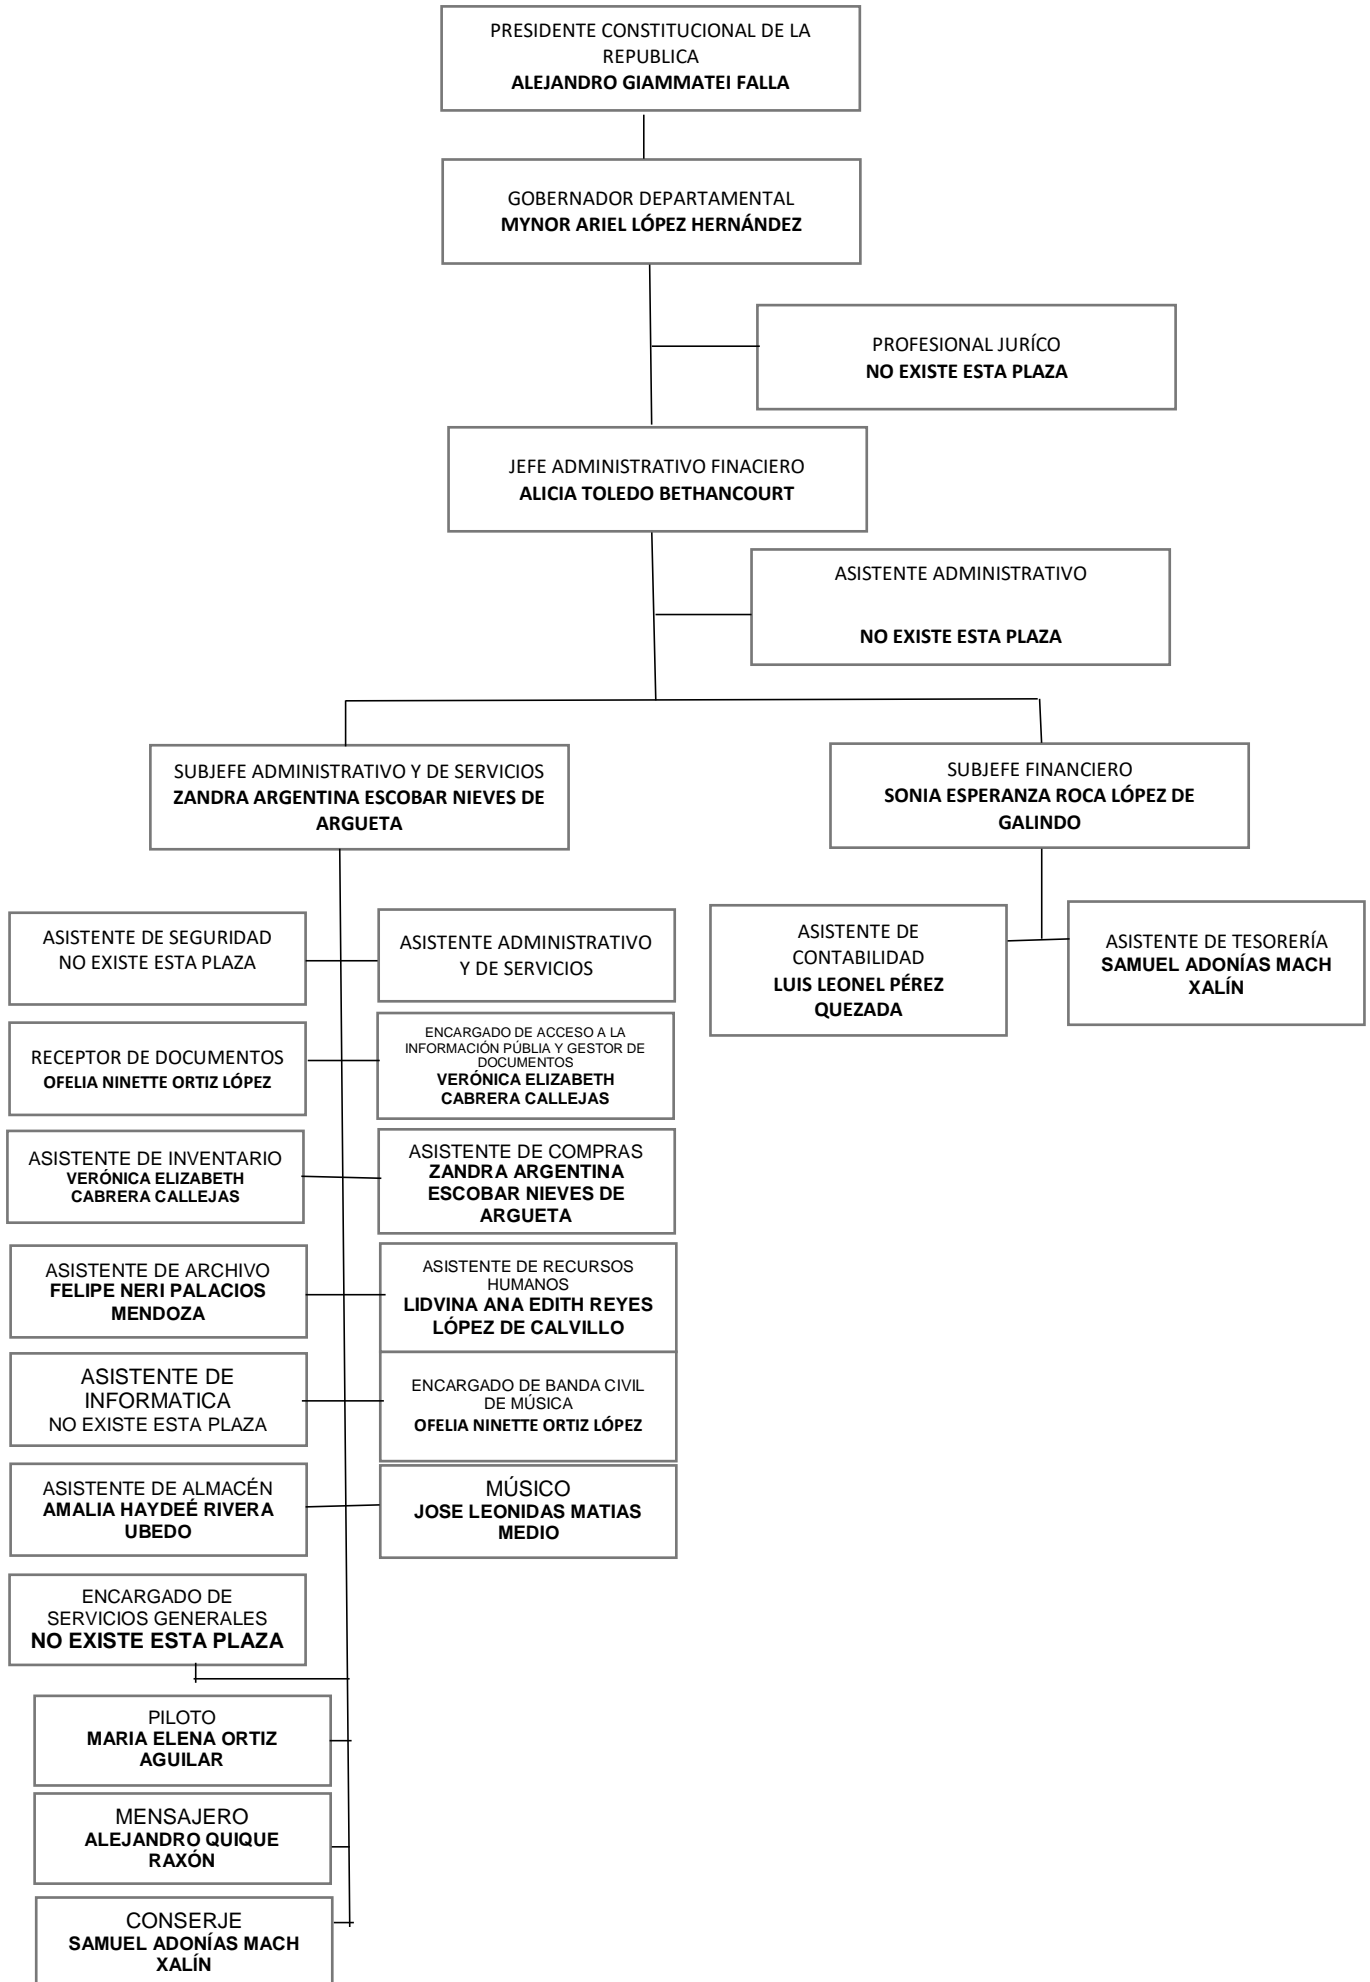 PRESIDENTE CONSTITUCIONAL DE LA
REPUBLICA
ALEJANDRO GIAMMATEI FALLA
GOBERNADOR DEPARTAMENTAL
MYNOR ARIEL LÓPEZ HERNÁNDEZ
PROFESIONAL JURÍCO
NO EXISTE ESTA PLAZA
JEFE ADMINISTRATIVO FINACIERO
ALICIA TOLEDO BETHANCOURT
ASISTENTE ADMINISTRATIVO
NO EXISTE ESTA PLAZA
SUBJEFE ADMINISTRATIVO Y DE SERVICIOS
ZANDRA ARGENTINA ESCOBAR NIEVES DE
ARGUETA
SUBJEFE FINANCIERO
SONIA ESPERANZA ROCA LÓPEZ DE
GALINDO
ASISTENTE DE SEGURIDAD
NO EXISTE ESTA PLAZA
ASISTENTE ADMINISTRATIVO
Y DE SERVICIOS
ASISTENTE DE
CONTABILIDAD
LUIS LEONEL PÉREZ
QUEZADA
ASISTENTE DE TESORERÍA
SAMUEL ADONÍAS MACH
XALÍN
RECEPTOR DE DOCUMENTOS
OFELIA NINETTE ORTIZ LÓPEZ
ENCARGADO DE ACCESO A LA
INFORMACIÓN PÚBLIA Y GESTOR DE
DOCUMENTOS
VERÓNICA ELIZABETH
CABRERA CALLEJAS
ASISTENTE DE INVENTARIO
VERÓNICA ELIZABETH
CABRERA CALLEJAS
ASISTENTE DE COMPRAS
ZANDRA ARGENTINA
ESCOBAR NIEVES DE
ARGUETA
ASISTENTE DE ARCHIVO
FELIPE NERI PALACIOS
MENDOZA
ASISTENTE DE RECURSOS
HUMANOS
LIDVINA ANA EDITH REYES
LÓPEZ DE CALVILLO
ASISTENTE DE
INFORMATICA
NO EXISTE ESTA PLAZA
ENCARGADO DE BANDA CIVIL
DE MÚSICA
OFELIA NINETTE ORTIZ LÓPEZ
ASISTENTE DE ALMACÉN
AMALIA HAYDEÉ RIVERA
UBEDO
MÚSICO
JOSE LEONIDAS MATIAS
MEDIO
ENCARGADO DE
SERVICIOS GENERALES
NO EXISTE ESTA PLAZA
PILOTO
MARIA ELENA ORTIZ
AGUILAR
MENSAJERO
ALEJANDRO QUIQUE
RAXÓN
CONSERJE
SAMUEL ADONÍAS MACH
XALÍN